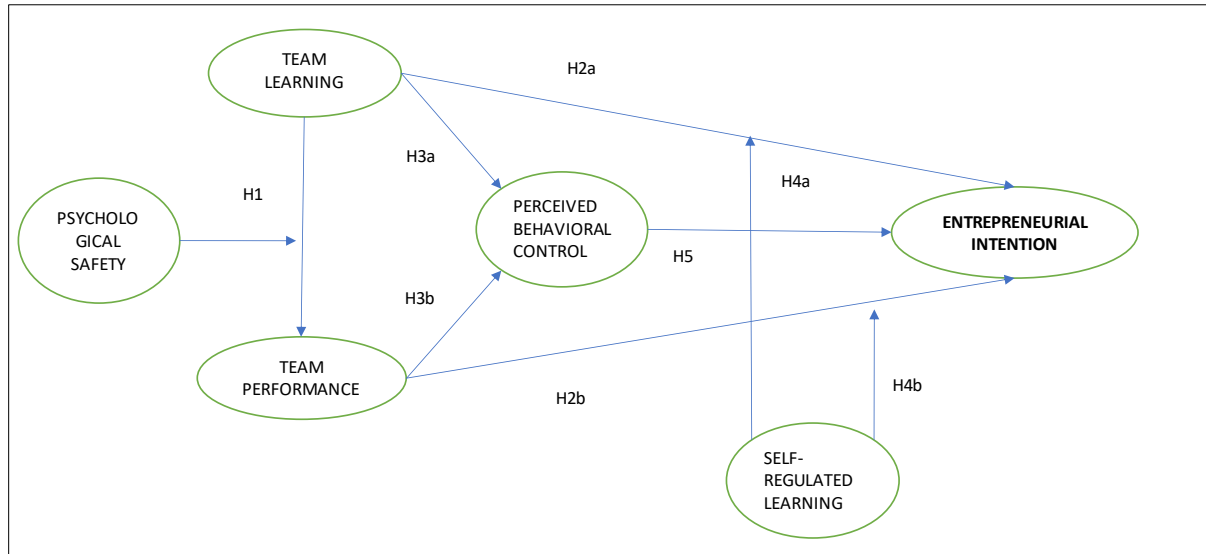 TEAM
LEARNING
H2a
H3a
H4a
H1
PSYCHOLO
GICAL
SAFETY
PERCEIVED
BEHAVIORAL
CONTROL
ENTREPRENEURIAL
INTENTION
H5
H3b
TEAM
PERFORMANCE
H2b
H4b
SELF-
REGULATED
LEARNING